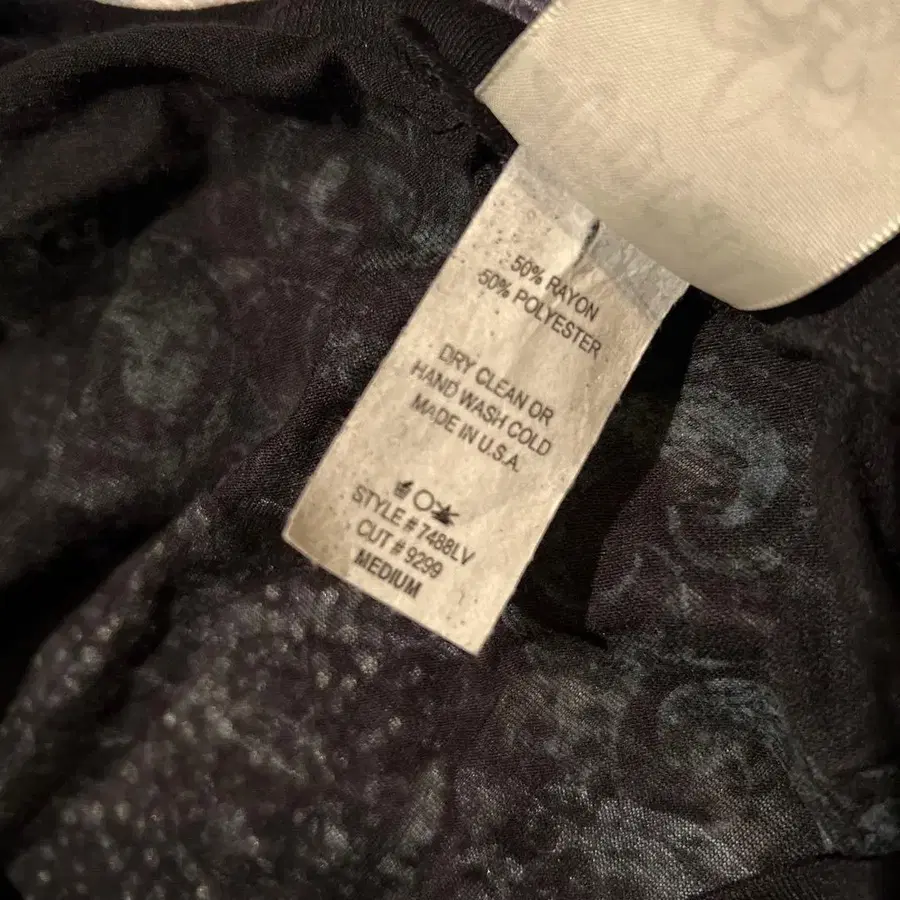 50% RAYON
50% POLYESTER
DRY CLEAN OR
HAND WASH COLD
MADE IN U.S.A.
STYLE # 7488LV
CUT # 9299
MEDIUM